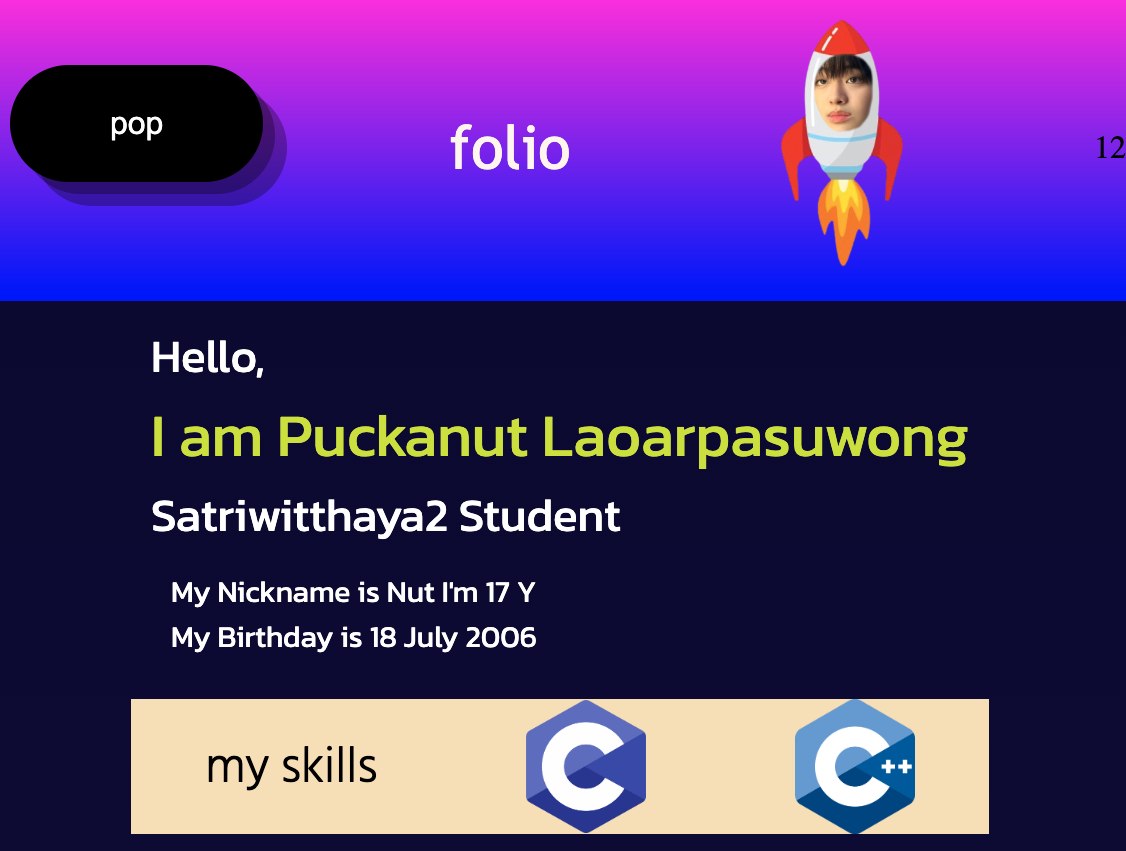 pop
folio
12
Hello,
I am Puckanut Laoarpasuwong
Satriwitthaya2 Student
My Nickname is Nut I'm 17 Y
My Birthday is 18 July 2006
my skills
C
C++